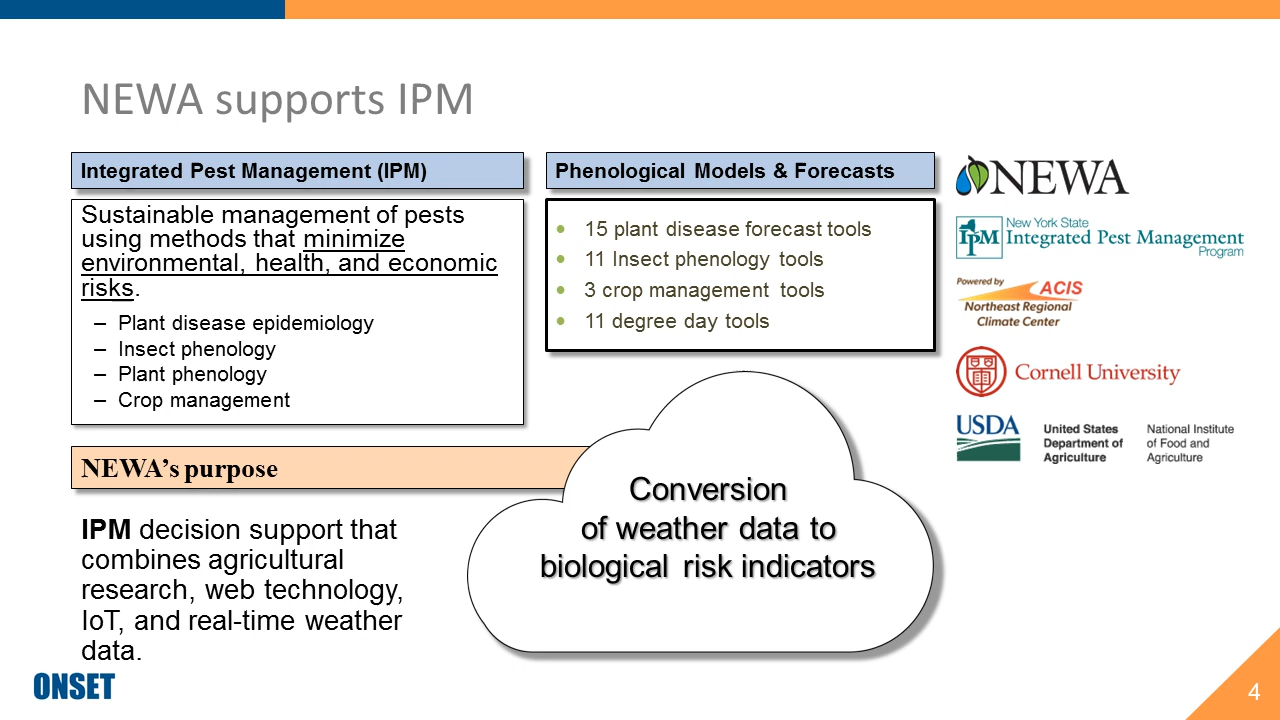 NEWA supports IPM
Integrated Pest Management (IPM)
Sustainable management of pests
using methods that minimize
environmental, health, and economic
risks.
– Plant disease epidemiology
– Insect phenology
– Plant phenology
– Crop management
Phenological Models & Forecasts
• 15 plant disease forecast tools
• 11 Insect phenology tools
• 3 crop management tools
• 11 degree day tools
NEWA
IPM
New York State
Integrated Pest Management
Program
Powered by
ACIS
Northeast Regional
Climate Center
Cornell University
USDA
United States
Department of
Agriculture
National Institute
of Food and
Agriculture
NEWA's purpose
IPM decision support that
combines agricultural
research, web technology,
IoT, and real-time weather
data.
Conversion
of weather data to
biological risk indicators
ONSET
4